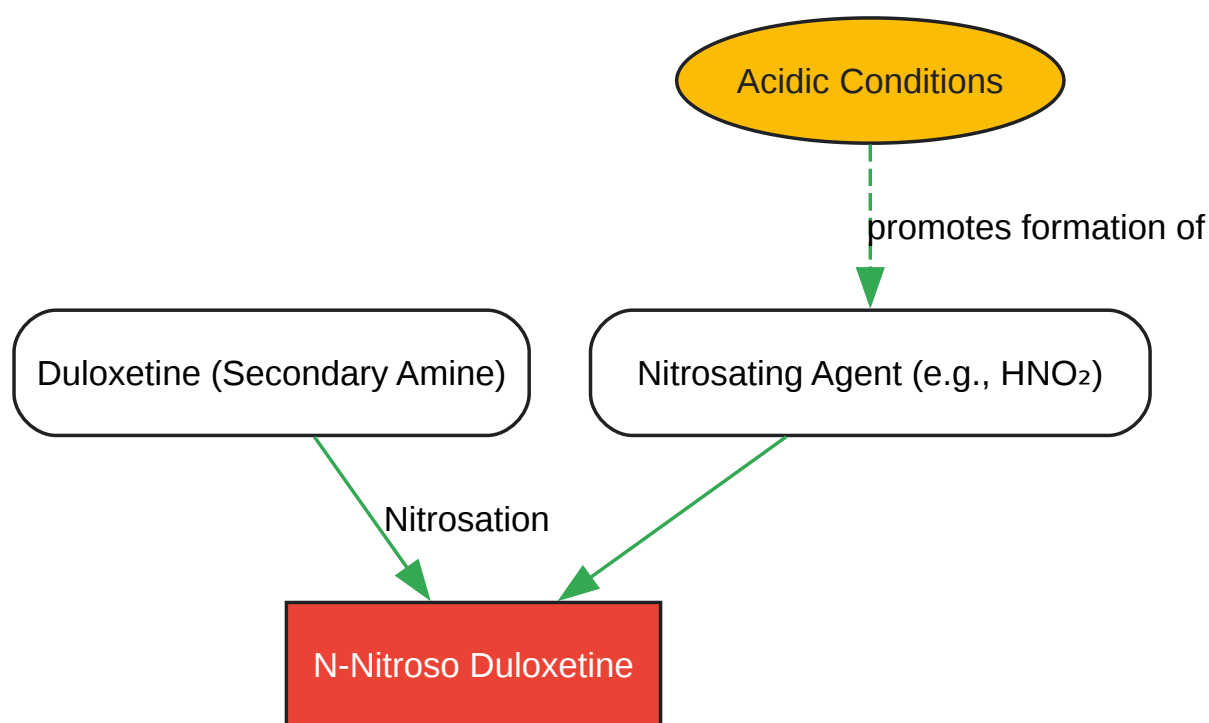 Acidic Conditions
promotes formation of
Duloxetine (Secondary Amine)
Nitrosating Agent (e.g., HNO₂)
Nitrosation
N-Nitroso Duloxetine